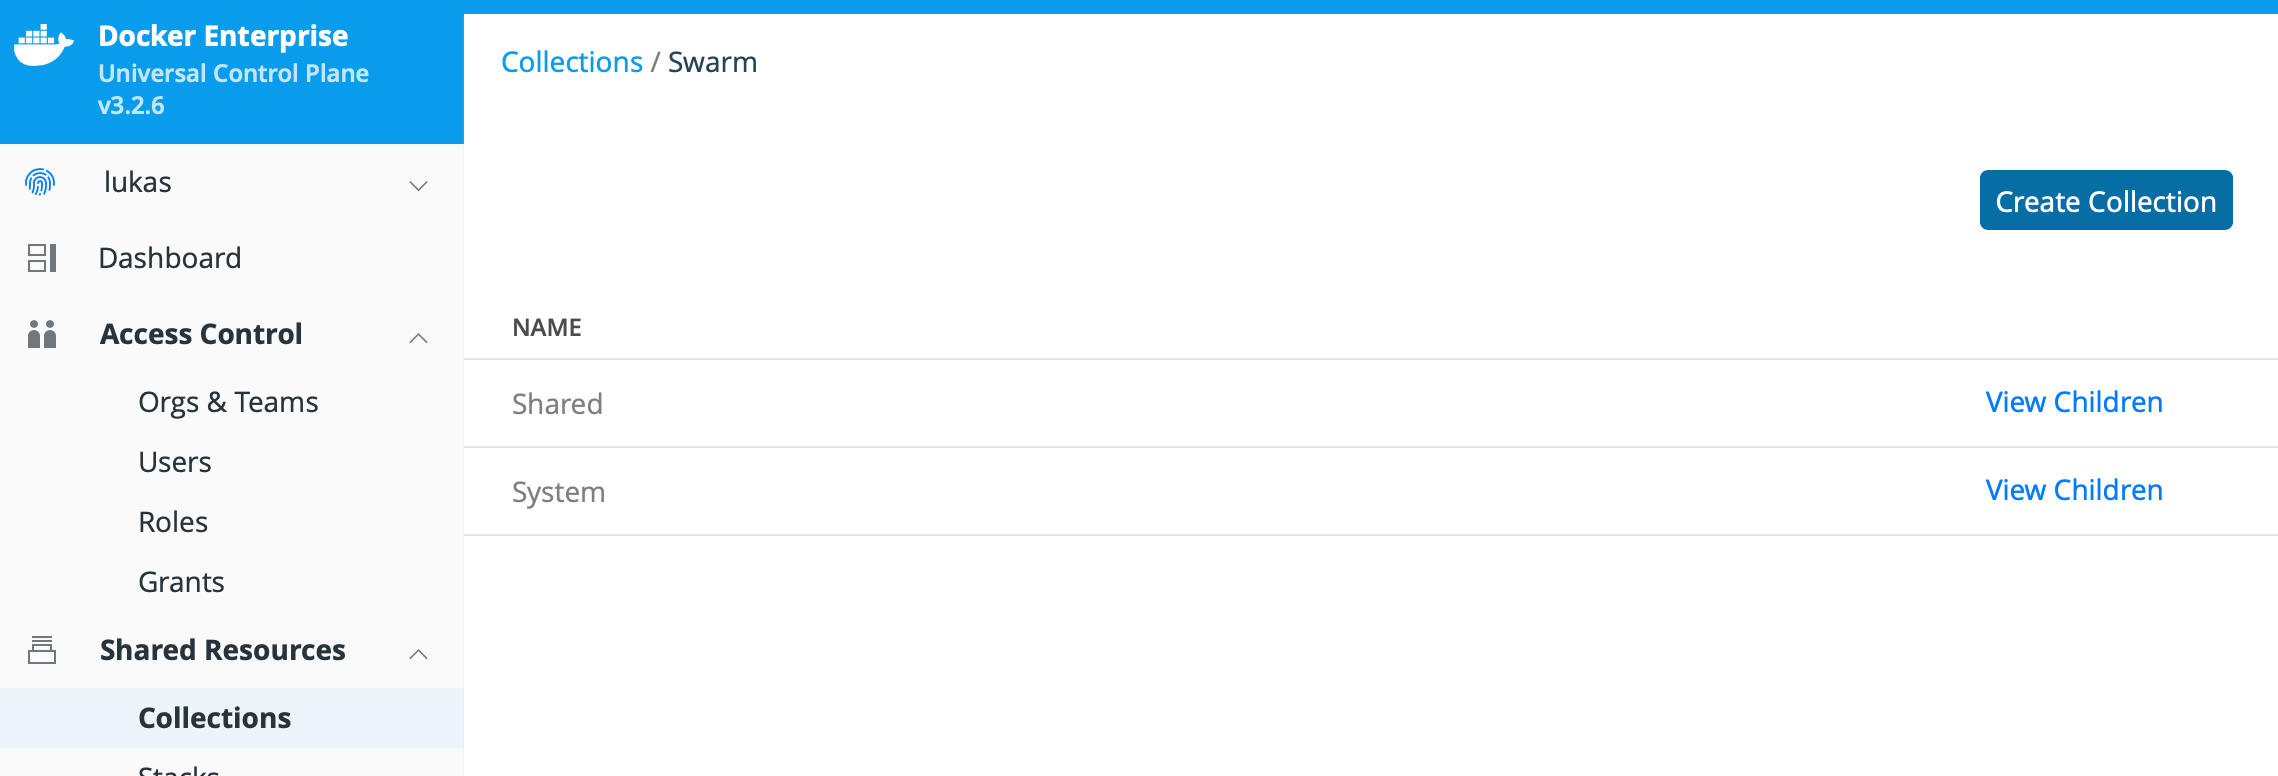 Docker Enterprise
Universal Control Plane
v3.2.6
lukas
Dashboard
Access Control
Orgs & Teams
Users
Roles
Grants
Shared Resources
Collections
Stacks
Collections / Swarm
Create Collection
NAME
Shared View Children
System View Children